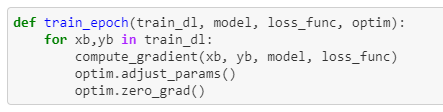 def train_epoch(train_dl, model, loss_func, optim):
    for xb,yb in train_dl:
        compute_gradient(xb, yb, model, loss_func)
        optim.adjust_params()
        optim.zero_grad()